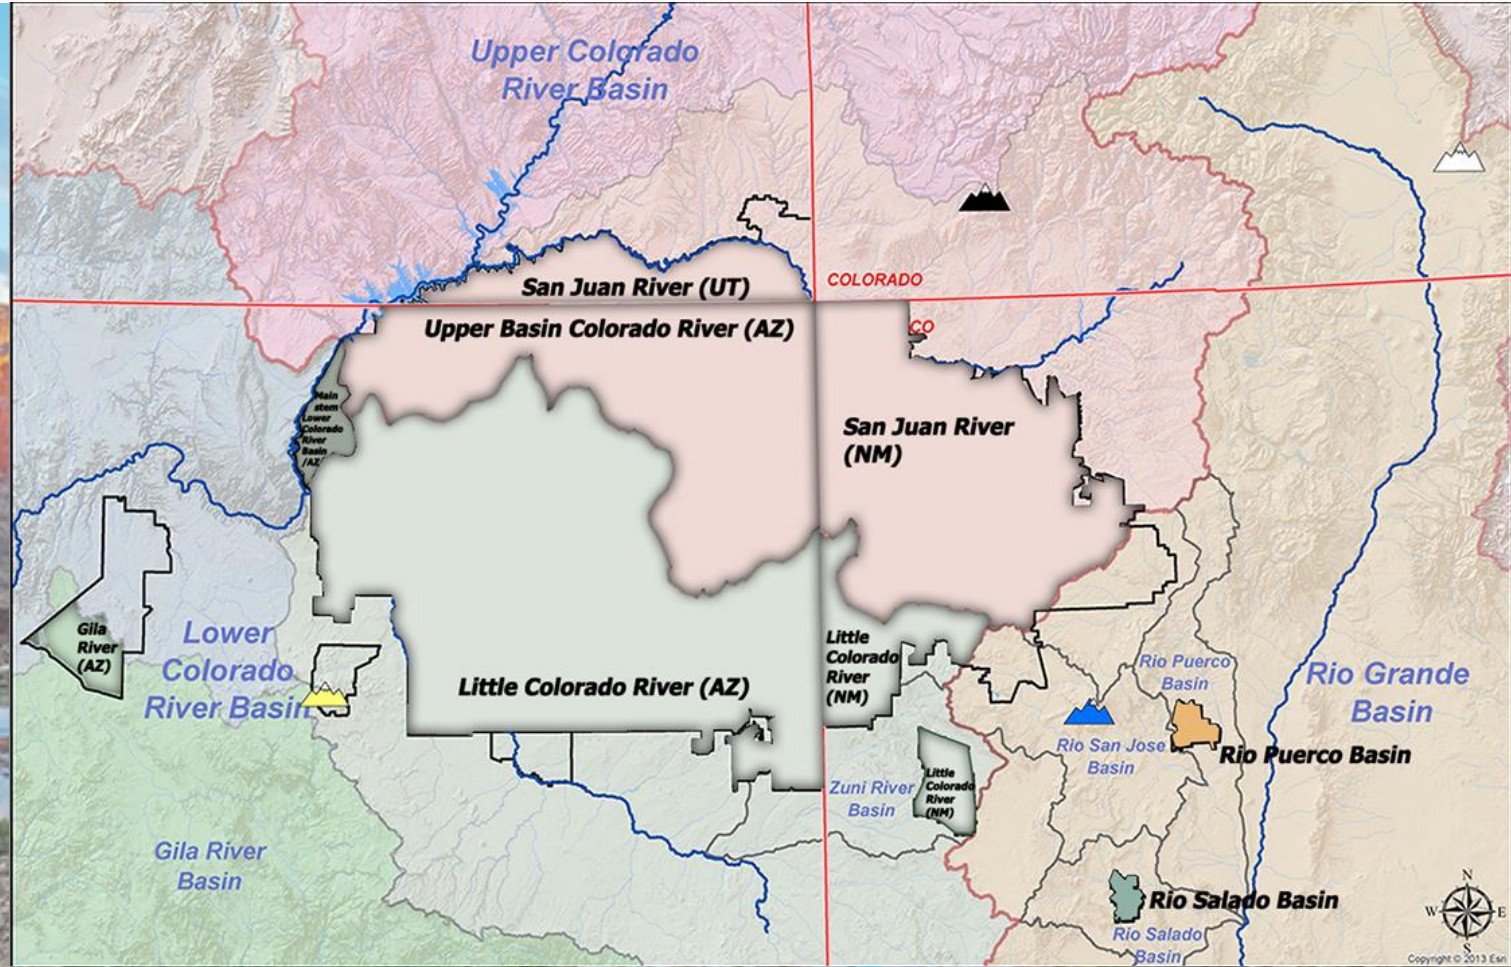 Upper Colorado
River Basin
COLORADO
San Juan River (UT)
Upper Basin Colorado River (AZ)
CO
Main
stem
Lower
Colorado
River
Basin
(AZ)
San Juan River
(NM)
Gila
River
(AZ)
Lower
Colorado
River Basin
Little
Colorado
River
(NM)
Little Colorado River (AZ)
Rio Puerco
Basin
Rio Grande
Basin
Rio San Jose
Basin
Rio Puerco Basin
Zuni River
Basin
Little
Colorado
River
(NM)
Gila River
Basin
Rio Salado Basin
Rio Salado
Basin
N
W
E
S
Copyright © 2013 Esri